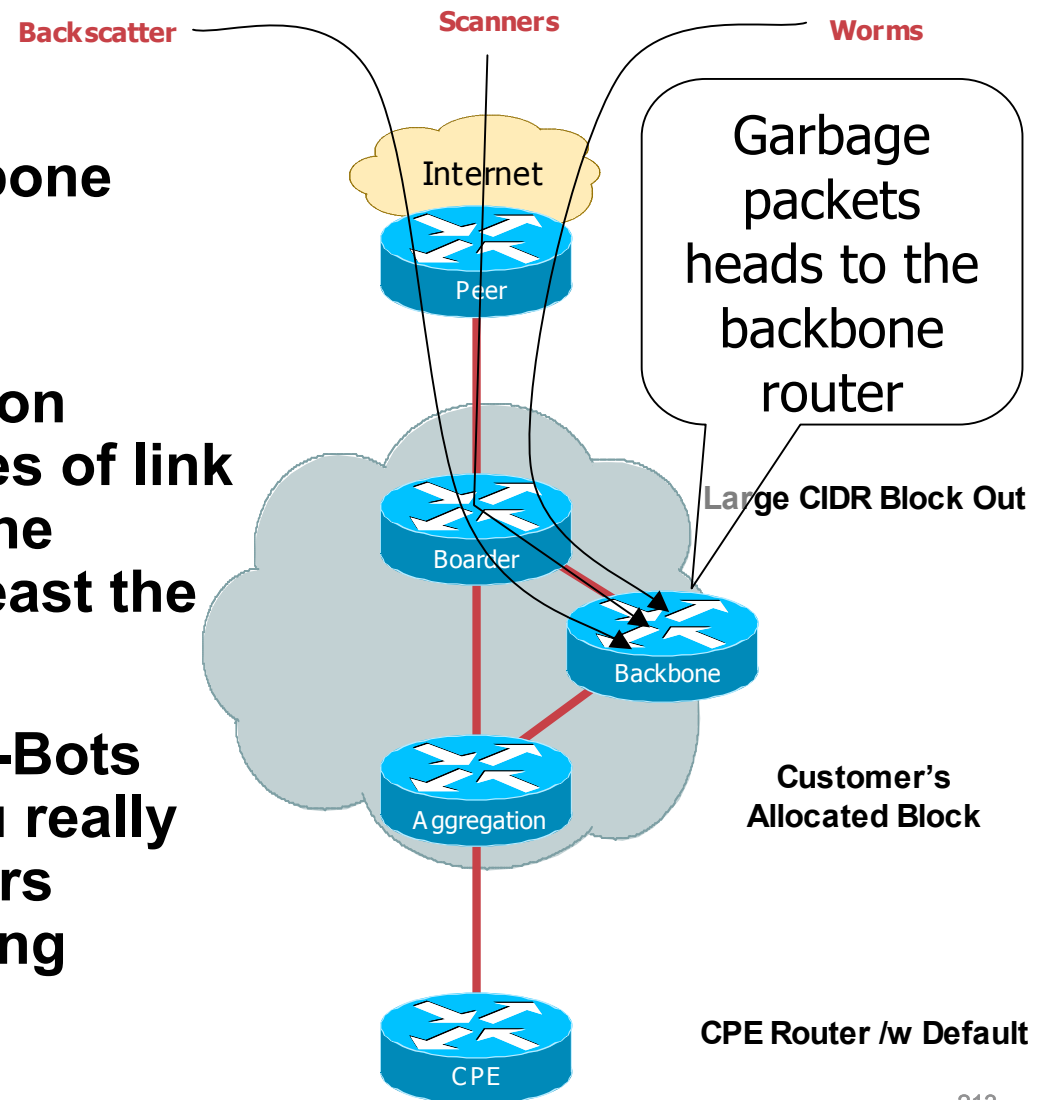 Backscatter
Scanners
Worms
Garbage
packets
heads to the
backbone
router
Internet
Peer
on
es of link
ne
east the
-Bots
really
rs
ng
Large CIDR Block Out
Boarder
Backbone
Aggregation
Customer's
Allocated Block
CPE Router /w Default
CPE